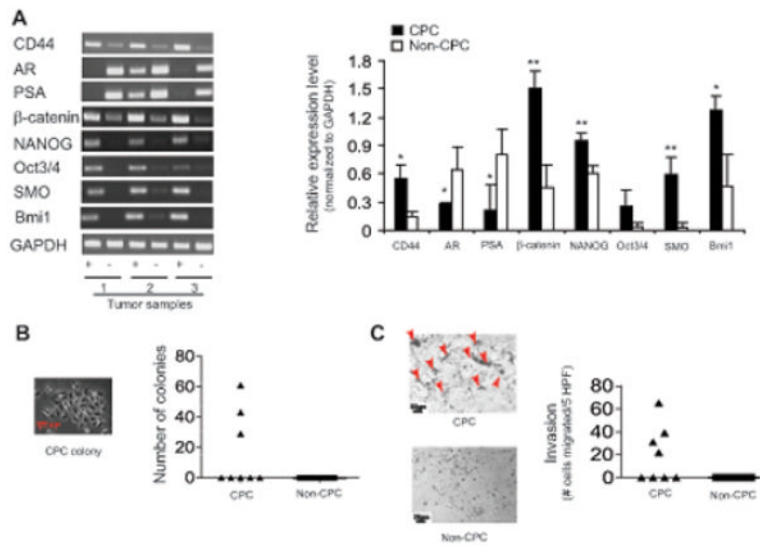 A
CD44
AR
PSA
β-catenin
NANOG
Oct3/4
SMO
Bmi1
GAPDH
+ - + - + -
1 2 3
Tumor samples
CPC
Non-CPC
Relative expression level
(normalized to GAPDH)
1.8
1.5
1.2
0.9
0.6
0.3
0
* * * ** ** ** *
CD44 AR PSA β-catenin NANOG Oct3/4 SMO Bmi1
B
CPC colony
Number of colonies
80
60
40
20
0
CPC Non-CPC
C
CPC
Non-CPC
Invasion
(# cells migrated/5 HPF)
80
60
40
20
0
CPC Non-CPC